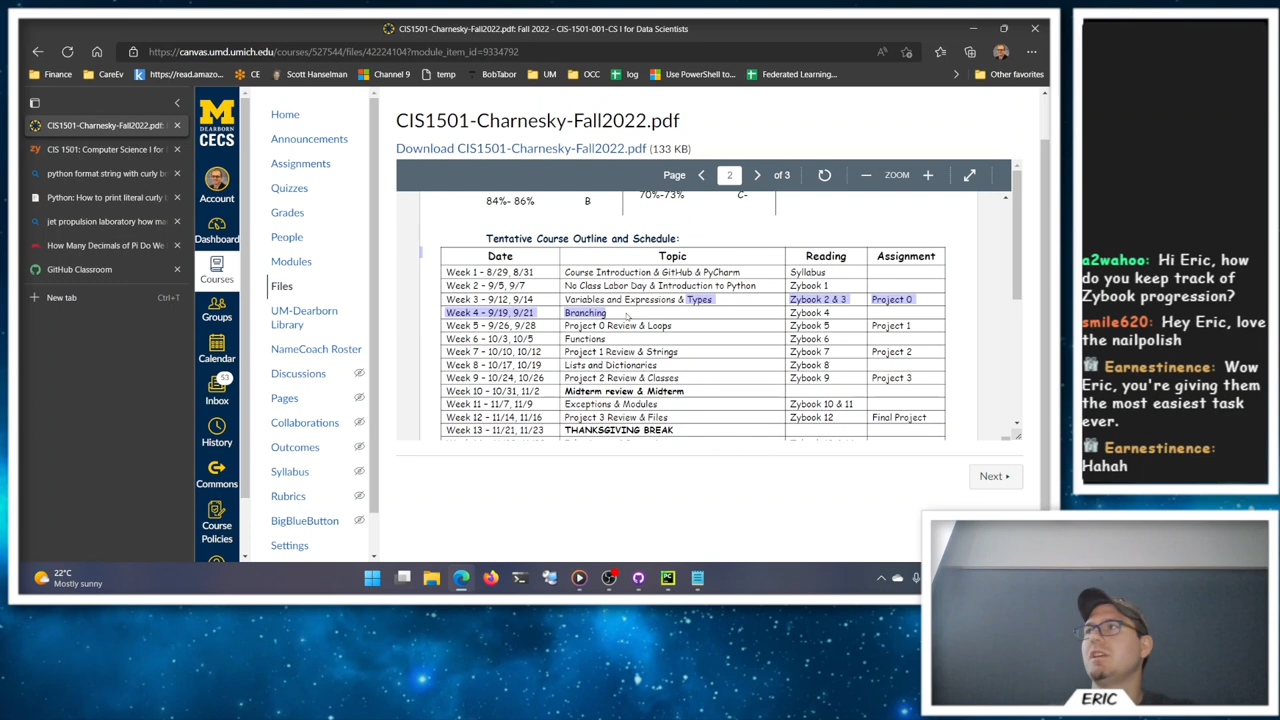 CIS1501-Charnesky-Fall2022.pdf: Fall 2022 - CIS-1501-001-CS I for Data Scientists
https://canvas.umd.umich.edu/courses/527544/files/42224104?module_item_id=9334792
Finance
CareEv
https://read.amazo...
CE
Scott Hanselman
Channel 9
temp
BobTabor
UM
OCC
log
Use PowerShell to...
Federated Learning...
Other favorites
CIS1501-Charnesky-Fall2022.pdf:
CIS 1501: Computer Science I for
python format string with curly b
Python: How to print literal curly
jet propulsion laboratory how ma
How Many Decimals of Pi Do We
GitHub Classroom
New tab
Ctrl+T
M
DEARBORN
CECS
Account
Dashboard
Courses
Groups
Calendar
53
Inbox
History
Commons
Course
Policies
Home
Announcements
Assignments
Quizzes
Grades
People
Modules
Files
UM-Dearborn
Library
NameCoach Roster
Discussions
Pages
Collaborations
Outcomes
Syllabus
Rubrics
BigBlueButton
Settings
CIS1501-Charnesky-Fall2022.pdf
Download CIS1501-Charnesky-Fall2022.pdf (133 KB)
Page 2 of 3 ZOOM
84%- 86% B 70%-73% C-
Tentative Course Outline and Schedule:
Date Topic Reading Assignment
Week 1 – 8/29, 8/31 Course Introduction & GitHub & PyCharm Syllabus
Week 2 – 9/5, 9/7 No Class Labor Day & Introduction to Python Zybook 1
Week 3 – 9/12, 9/14 Variables and Expressions & Types Zybook 2 & 3 Project 0
Week 4 – 9/19, 9/21 Branching Zybook 4
Week 5 – 9/26, 9/28 Project 0 Review & Loops Zybook 5 Project 1
Week 6 – 10/3, 10/5 Functions Zybook 6
Week 7 – 10/10, 10/12 Project 1 Review & Strings Zybook 7 Project 2
Week 8 – 10/17, 10/19 Lists and Dictionaries Zybook 8
Week 9 – 10/24, 10/26 Project 2 Review & Classes Zybook 9 Project 3
Week 10 – 10/31, 11/2 Midterm review & Midterm
Week 11 – 11/7, 11/9 Exceptions & Modules Zybook 10 & 11
Week 12 – 11/14, 11/16 Project 3 Review & Files Zybook 12 Final Project
Week 13 – 11/21, 11/23 THANKSGIVING BREAK
Next
22°C
Mostly sunny
a2wahoo: Hi Eric, how
do you keep track of
Zybook progression?
smile620: Hey Eric, love
the nailpolish
Earnestinence: Wow
Eric, you're giving them
the most easiest task
ever.
Earnestinence:
Hahah
ERIC